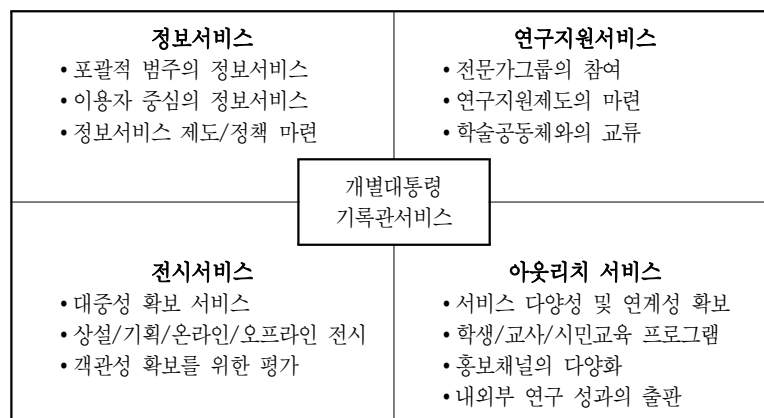 정보서비스
• 포괄적 범주의 정보서비스
• 이용자 중심의 정보서비스
• 정보서비스 제도/정책 마련
연구지원서비스
• 전문가그룹의 참여
• 연구지원제도의 마련
• 학술공동체와의 교류
개별대통령
기록관서비스
전시서비스
• 대중성 확보 서비스
• 상설/기획/온라인/오프라인 전시
• 객관성 확보를 위한 평가
아웃리치 서비스
• 서비스 다양성 및 연계성 확보
• 학생/교사/시민교육 프로그램
• 홍보채널의 다양화
• 내외부 연구 성과의 출판